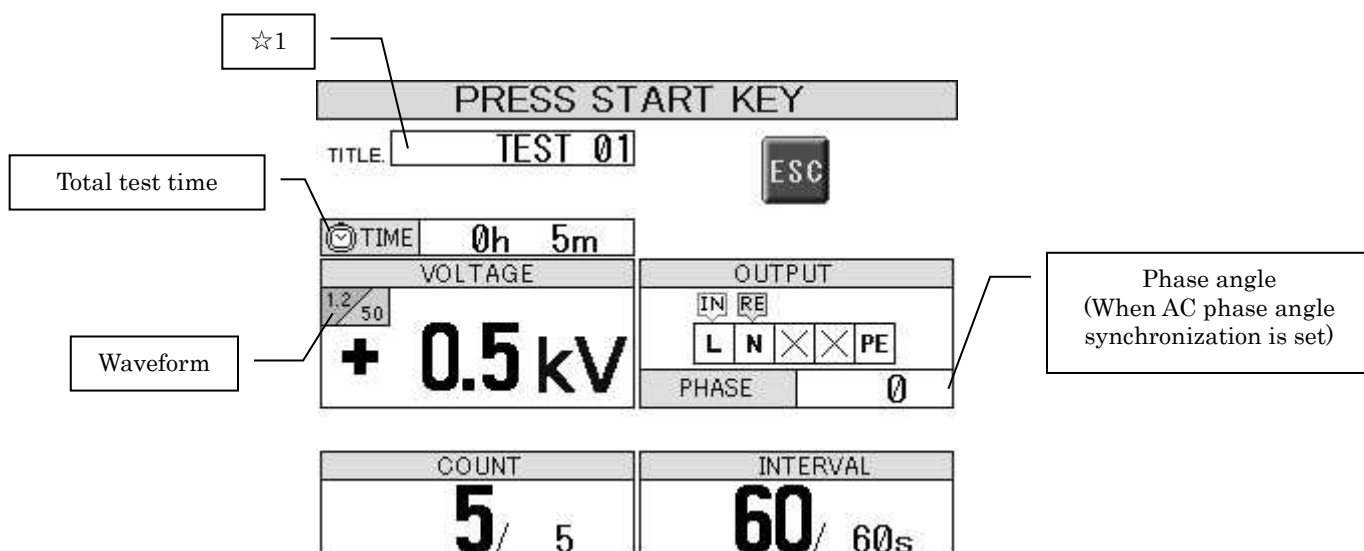 ☆1
PRESS START KEY
TITLE. TEST 01
ESC
Total test time
TIME 0h 5m
VOLTAGE
OUTPUT
1.2/50
IN RE
L N PE
+ 0.5 kV
PHASE 0
Waveform
Phase angle
(When AC phase angle
synchronization is set)
COUNT
INTERVAL
5/ 5
60/ 60s